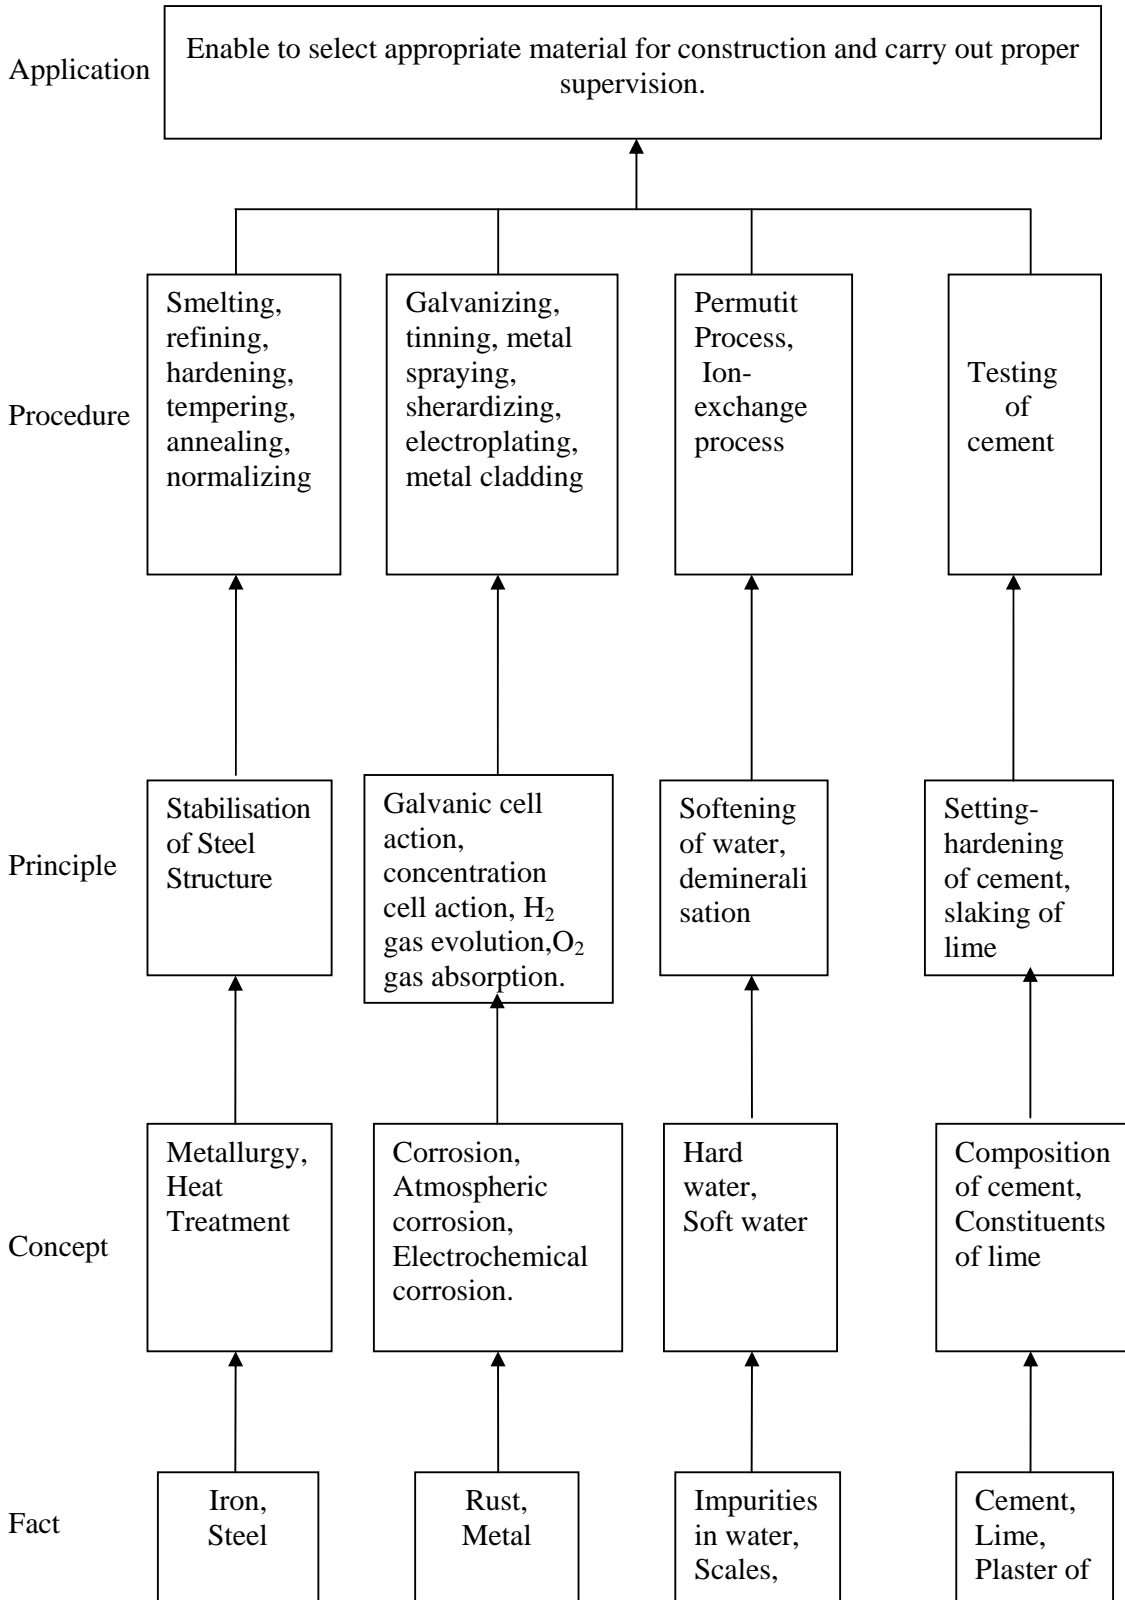 Application
Enable to select appropriate material for construction and carry out proper
supervision.
Procedure
Smelting,
refining,
hardening,
tempering,
annealing,
normalizing
Galvanizing,
tinning, metal
spraying,
sherardizing,
electroplating,
metal cladding
Permutit
Process,
Ion-
exchange
process
Testing
of
cement
Principle
Stabilisation
of Steel
Structure
Galvanic cell
action,
concentration
cell action, H₂
gas evolution,O₂
gas absorption.
Softening
of water,
deminerali
sation
Setting-
hardening
of cement,
slaking of
lime
Concept
Metallurgy,
Heat
Treatment
Corrosion,
Atmospheric
corrosion,
Electrochemical
corrosion.
Hard
water,
Soft water
Composition
of cement,
Constituents
of lime
Fact
Iron,
Steel
Rust,
Metal
Impurities
in water,
Scales,
Cement,
Lime,
Plaster of